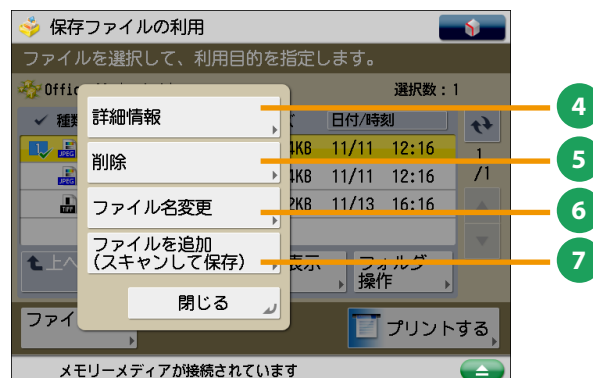 保存ファイルの利用
ファイルを選択して、利用目的を指定します。
選択数：1
種
日付/時刻
詳細情報
4
JPEG 4KB 11/11 12:16
1
削除
5
JPEG 11/11 12:16
/1
ファイル名変更
6
2KB 11/13 16:16
ファイルを追加
(スキャンして保存)
7
上へ
表示
フォルダー
操作
閉じる
ファイ
プリントする
メモリーメディアが接続されています